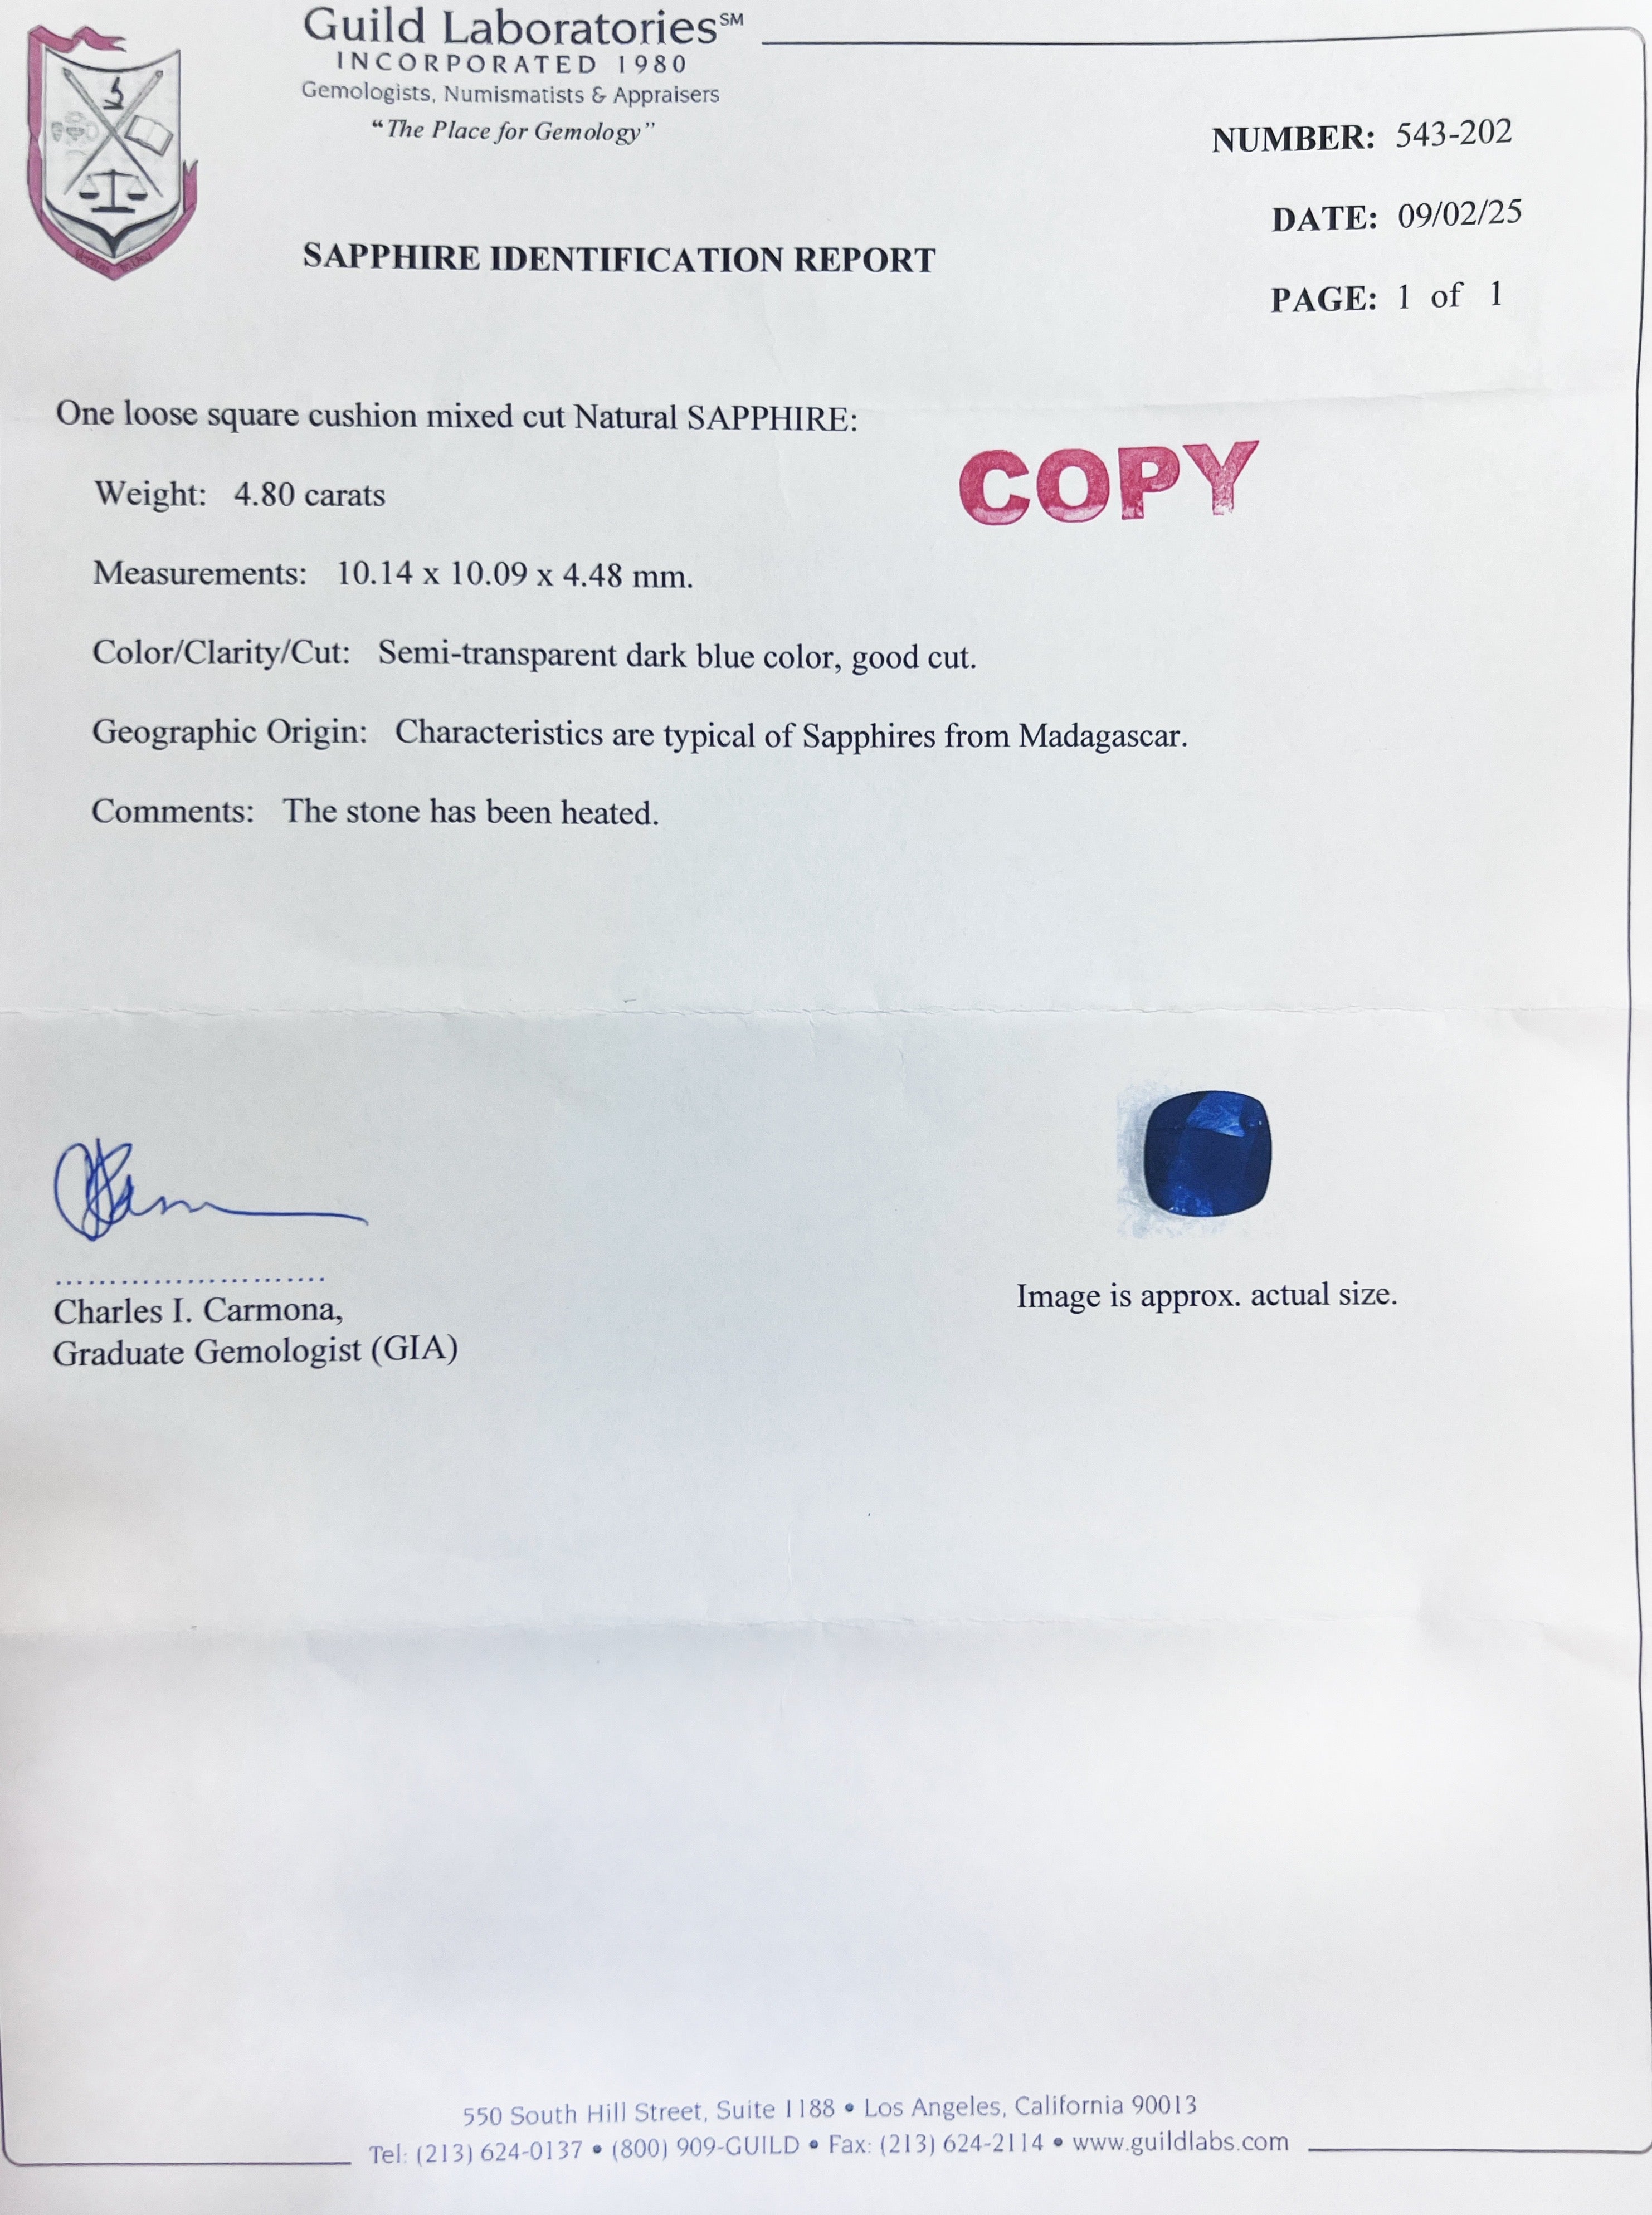 Guild Laboratories℠
INCORPORATED 1980
Gemologists, Numismatists & Appraisers
“The Place for Gemology”
NUMBER: 543-202
DATE: 09/02/25
PAGE: 1 of 1
SAPPHIRE IDENTIFICATION REPORT
One loose square cushion mixed cut Natural SAPPHIRE:
COPY
Weight: 4.80 carats
Measurements: 10.14 x 10.09 x 4.48 mm.
Color/Clarity/Cut: Semi-transparent dark blue color, good cut.
Geographic Origin: Characteristics are typical of Sapphires from Madagascar.
Comments: The stone has been heated.
Image is approx. actual size.
Charles I. Carmona,
Graduate Gemologist (GIA)
550 South Hill Street, Suite 1188 • Los Angeles, California 90013
Tel: (213) 624-0137 • (800) 909-GUILD • Fax: (213) 624-2114 • www.guildlabs.com